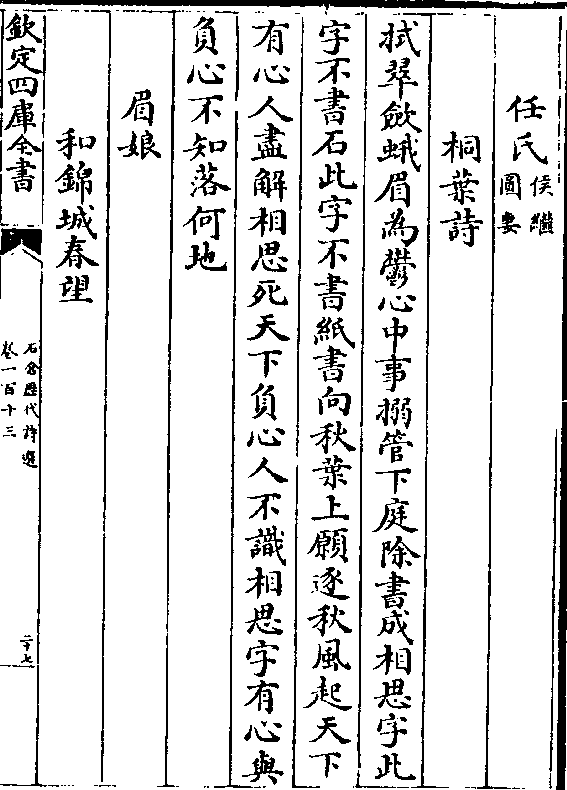 任氏侯繼圖妻
桐葉詩
拭翠斂蛾眉為鬱心中事搦管下庭除書成相思字此
字不書石此字不書紙書向秋葉上願逐秋風起天下
有心人盡解相思死天下負心人不識相思字有心與
負心不知落何地
眉娘
和錦城春望
欽定四庫全書
石倉歷代詩選
卷一百十三
二十七